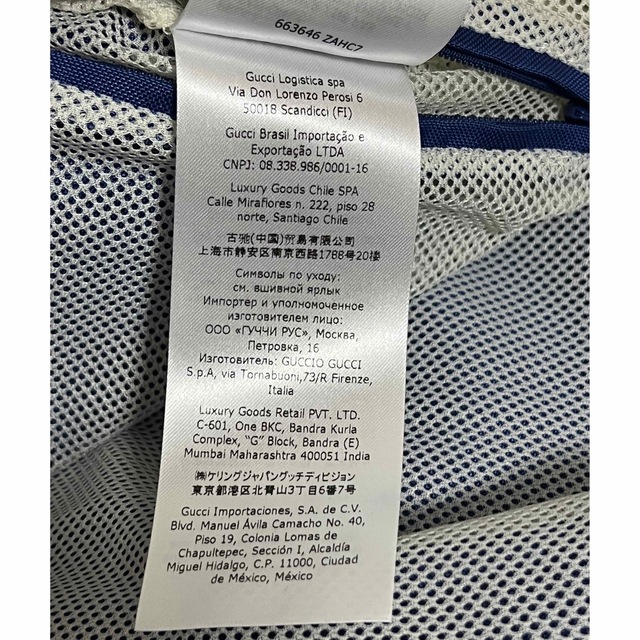 663646 ZAHC7
Gucci Logistica spa
Via Don Lorenzo Perosi 6
50018 Scandicci (FI)
Gucci Brasil Importação e
Exportação LTDA
CNPJ: 08.338.986/0001-16
Luxury Goods Chile SPA
Calle Miraflores n. 222, piso 28
norte, Santiago Chile
古驰(中国)贸易有限公司
上海市静安区南京西路1788号20楼
Символы по уходу:
см. вшивной ярлык
Импортер и уполномоченное
изготовителем лицо:
ООО «ГУЧЧИ РУС», Москва,
Петровка, 16
Изготовитель: GUCCIO GUCCI
S.p.A, via Tornabuoni,73/R Firenze,
Italia
Luxury Goods Retail PVT. LTD.
C-601, One BKC, Bandra Kurla
Complex, "G" Block, Bandra (E)
Mumbai Maharashtra 400051 India
㈱ケリングジャパングッチディビジョン
東京都港区北青山3丁目6番7号
Gucci Importaciones, S.A. de C.V.
Blvd. Manuel Ávila Camacho No. 40,
Piso 19, Colonia Lomas de
Chapultepec, Sección I, Alcaldía
Miguel Hidalgo, C.P. 11000, Ciudad
de México, México